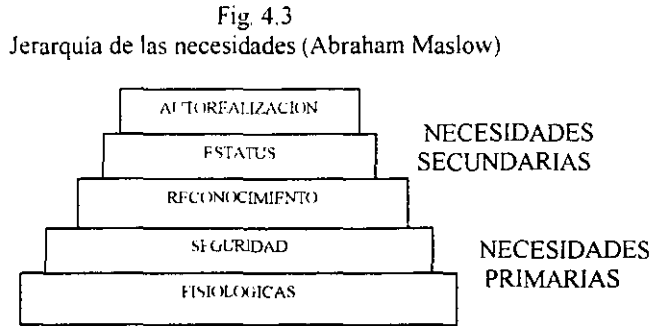 Fig. 4.3
Jerarquía de las necesidades (Abraham Maslow)
AUTOREALIZACION
ESTATUS
NECESIDADES
SECUNDARIAS
RECONOCIMIENTO
SEGURIDAD
NECESIDADES
PRIMARIAS
FISIOLOGICAS